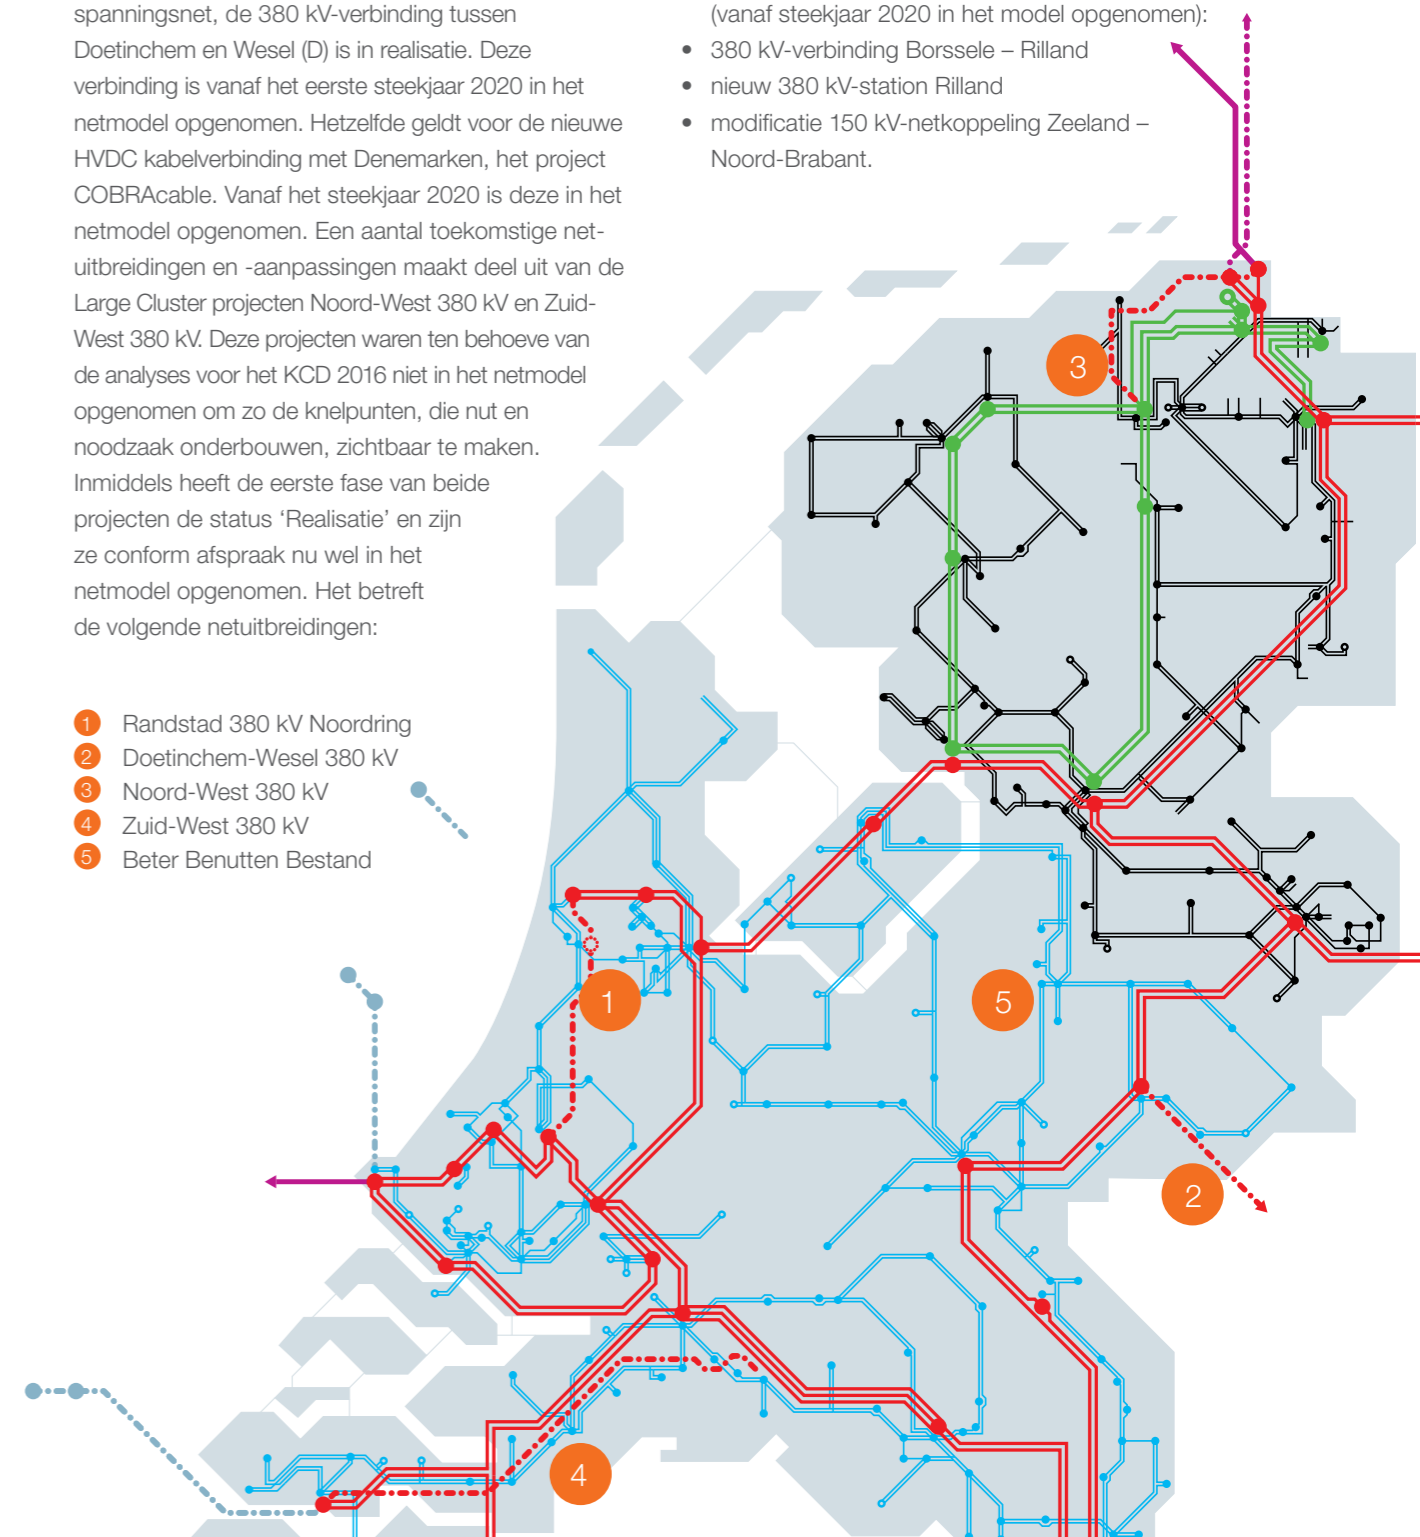 spanningsnet, de 380 kV-verbinding tussen
Doetinchem en Wesel (D) is in realisatie. Deze
verbinding is vanaf het eerste steekjaar 2020 in het
netmodel opgenomen. Hetzelfde geldt voor de nieuwe
HVDC kabelverbinding met Denemarken, het project
COBRAcable. Vanaf het steekjaar 2020 is deze in het
netmodel opgenomen. Een aantal toekomstige net-
uitbreidingen en -aanpassingen maakt deel uit van de
Large Cluster projecten Noord-West 380 kV en Zuid-
West 380 kV. Deze projecten waren ten behoeve van
de analyses voor het KCD 2016 niet in het netmodel
opgenomen om zo de knelpunten, die nut en
noodzaak onderbouwen, zichtbaar te maken.
Inmiddels heeft de eerste fase van beide
projecten de status ‘Realisatie’ en zijn
ze conform afspraak nu wel in het
netmodel opgenomen. Het betreft
de volgende netuitbreidingen:
1 Randstad 380 kV Noordring
2 Doetinchem-Wesel 380 kV
3 Noord-West 380 kV
4 Zuid-West 380 kV
5 Beter Benutten Bestand
(vanaf steekjaar 2020 in het model opgenomen):
• 380 kV-verbinding Borssele – Rilland
• nieuw 380 kV-station Rilland
• modificatie 150 kV-netkoppeling Zeeland –
Noord-Brabant.
3
1
5
2
4